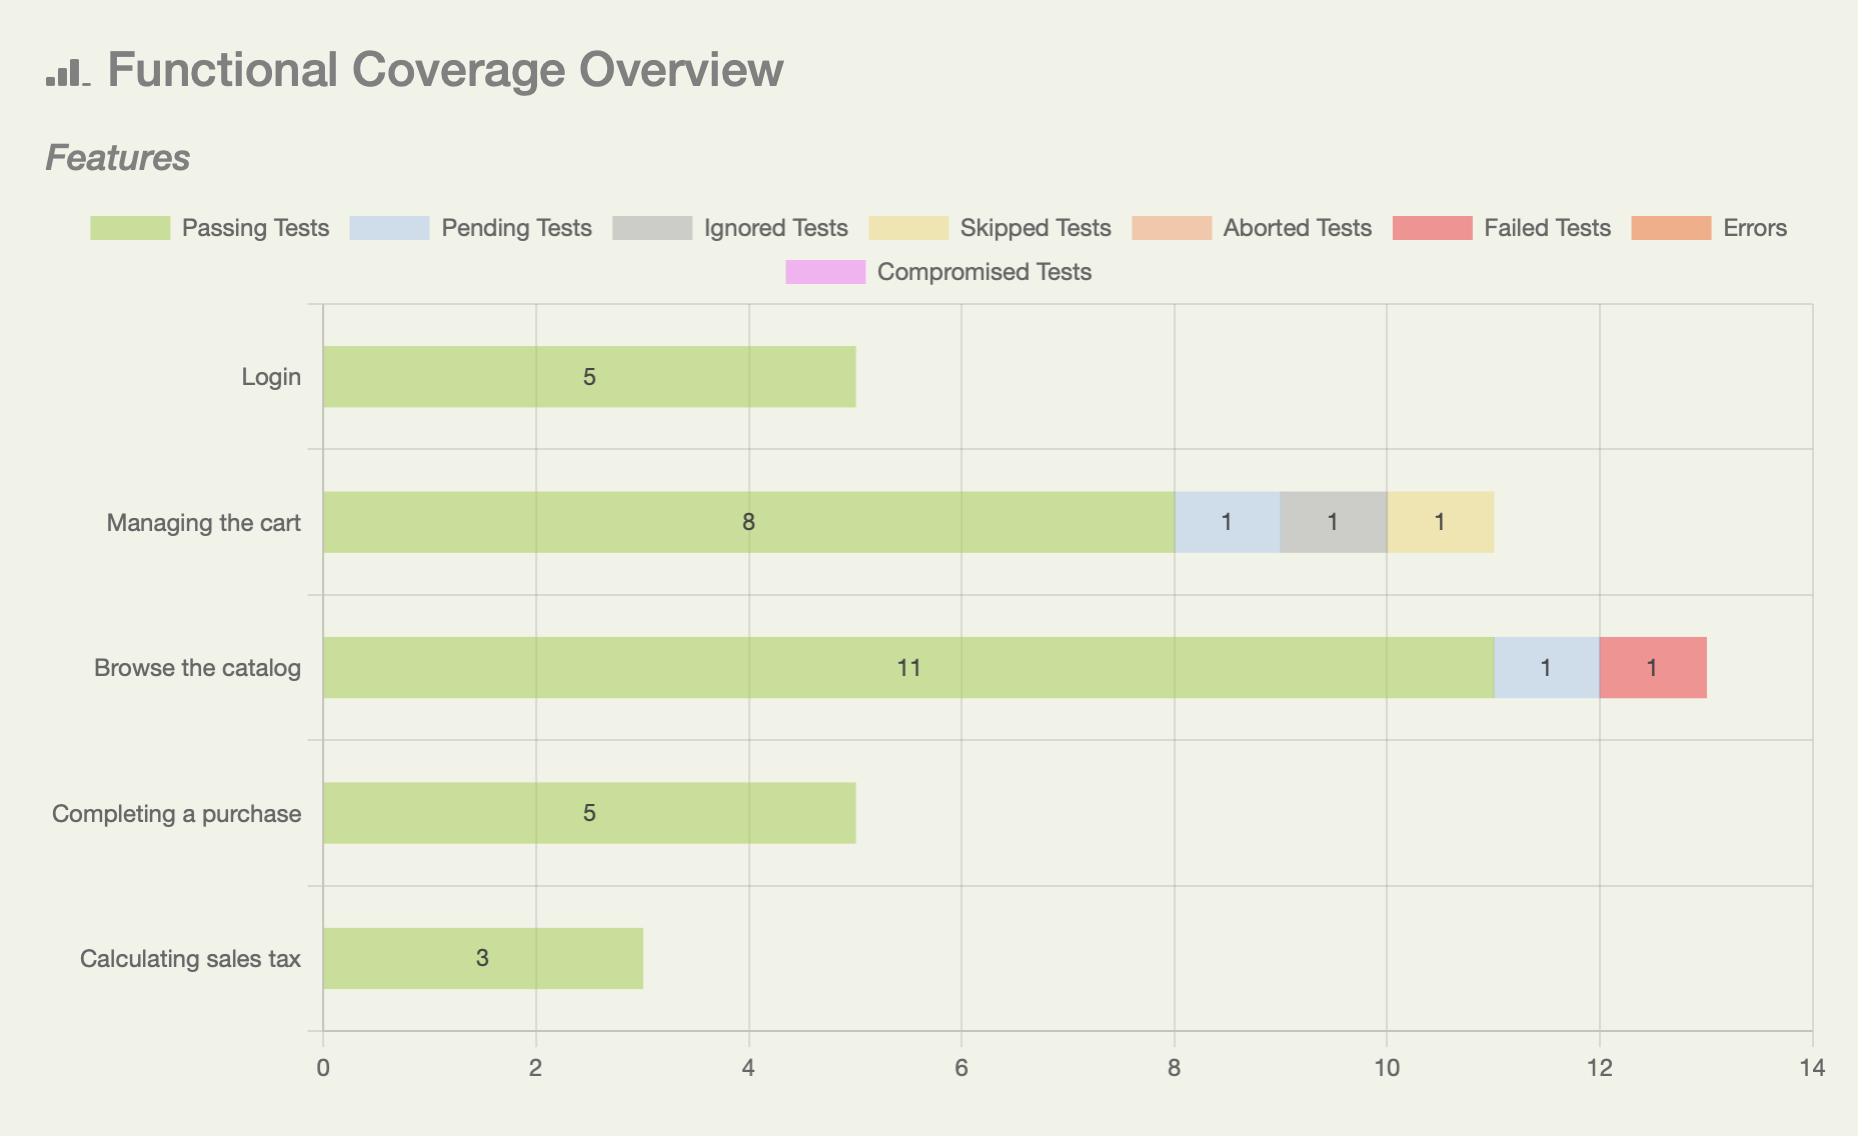 Functional Coverage Overview
Features
Passing Tests Pending Tests Ignored Tests Skipped Tests Aborted Tests Failed Tests Errors
Compromised Tests
Login 5
Managing the cart 8 1 1 1
Browse the catalog 11 1 1
Completing a purchase 5
Calculating sales tax 3
0 2 4 6 8 10 12 14